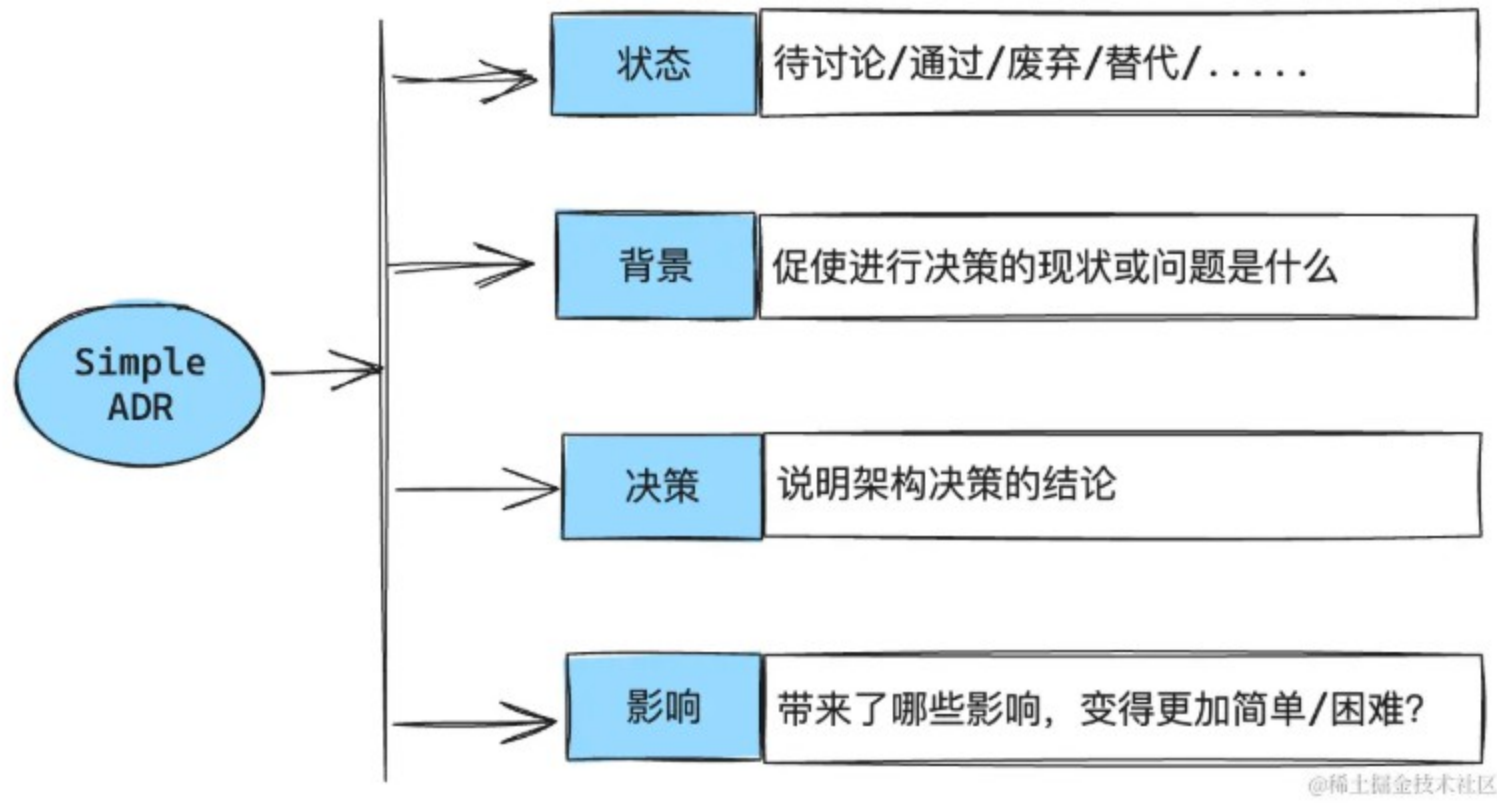 Simple
ADR
状态
待讨论/通过/废弃/替代/.....
背景
促使进行决策的现状或问题是什么
决策
说明架构决策的结论
影响
带来了哪些影响，变得更加简单/困难？
@稀土掘金技术社区